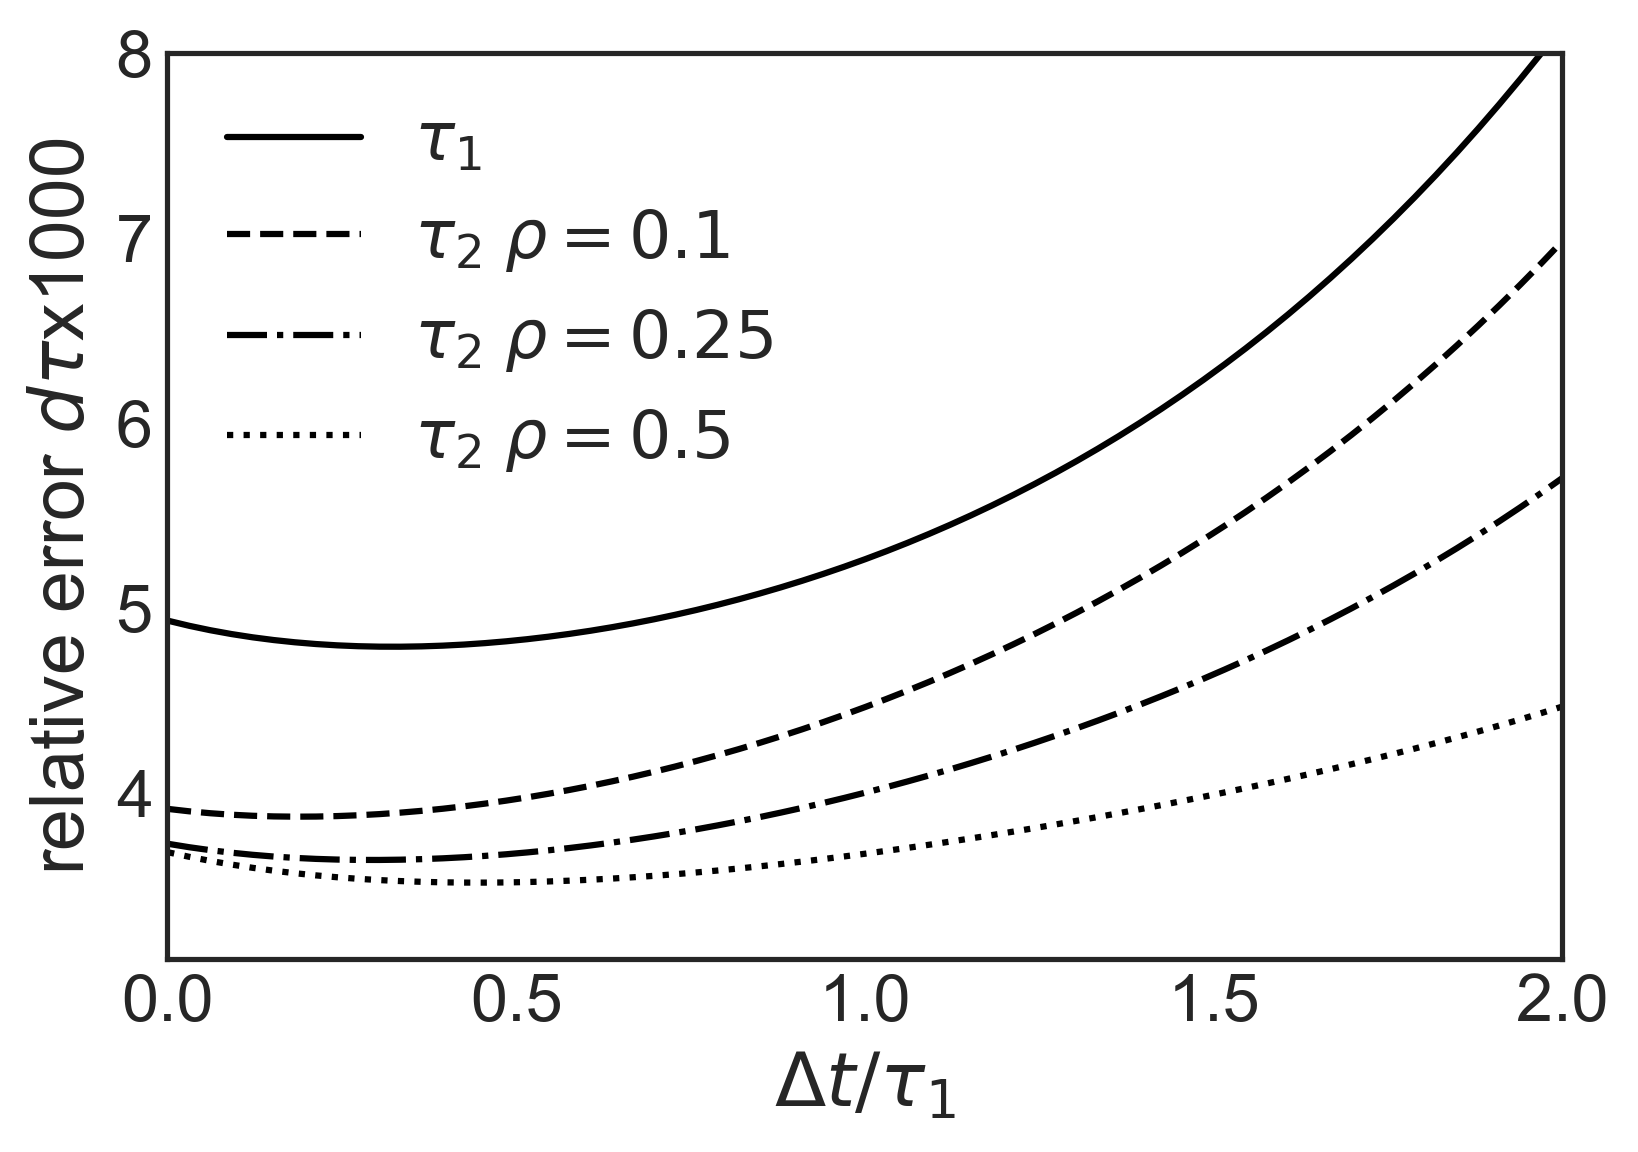 8
7
6
5
4
relative error dτx1000
τ₁
τ₂ ρ = 0.1
τ₂ ρ = 0.25
τ₂ ρ = 0.5
0.0 0.5 1.0 1.5 2.0
Δt/τ₁